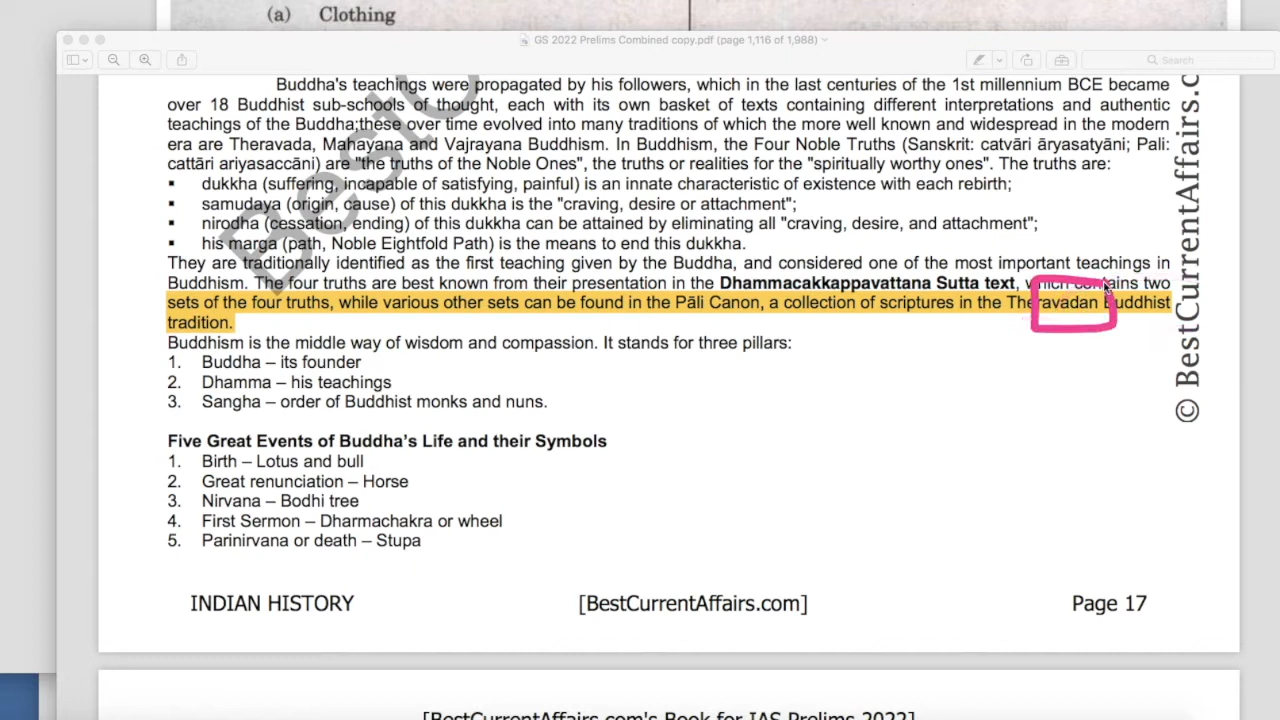 (a) Clothing
GS 2022 Prelims Combined copy.pdf (page 1,116 of 1,988)
Search
Buddha's teachings were propagated by his followers, which in the last centuries of the 1st millennium BCE became
over 18 Buddhist sub-schools of thought, each with its own basket of texts containing different interpretations and authentic
teachings of the Buddha;these over time evolved into many traditions of which the more well known and widespread in the modern
era are Theravada, Mahayana and Vajrayana Buddhism. In Buddhism, the Four Noble Truths (Sanskrit: catvāri āryasatyāni; Pali:
cattāri ariyasaccāni) are "the truths of the Noble Ones", the truths or realities for the "spiritually worthy ones". The truths are:
▪ dukkha (suffering, incapable of satisfying, painful) is an innate characteristic of existence with each rebirth;
▪ samudaya (origin, cause) of this dukkha is the "craving, desire or attachment";
▪ nirodha (cessation, ending) of this dukkha can be attained by eliminating all "craving, desire, and attachment";
▪ his marga (path, Noble Eightfold Path) is the means to end this dukkha.
They are traditionally identified as the first teaching given by the Buddha, and considered one of the most important teachings in
Buddhism. The four truths are best known from their presentation in the Dhammacakkappavattana Sutta text, which contains two
sets of the four truths, while various other sets can be found in the Pāli Canon, a collection of scriptures in the Theravadan Buddhist
tradition.
Buddhism is the middle way of wisdom and compassion. It stands for three pillars:
1. Buddha – its founder
2. Dhamma – his teachings
3. Sangha – order of Buddhist monks and nuns.
Five Great Events of Buddha's Life and their Symbols
1. Birth – Lotus and bull
2. Great renunciation – Horse
3. Nirvana – Bodhi tree
4. First Sermon – Dharmachakra or wheel
5. Parinirvana or death – Stupa
INDIAN HISTORY [BestCurrentAffairs.com] Page 17
© BestCurrentAffairs.c
BestC
[BestCurrentAffairs.com's Book for IAS Prelims 2022]